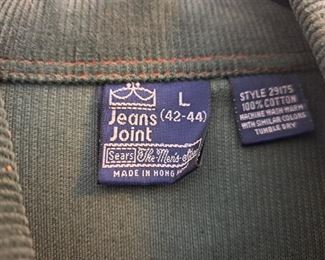 L
(42-44)
Jeans
Joint
Sears The Men's Store
MADE IN HONG
STYLE 29175
100% COTTON
MACHINE WASH WARM
WITH SIMILAR COLORS
TUMBLE DRY